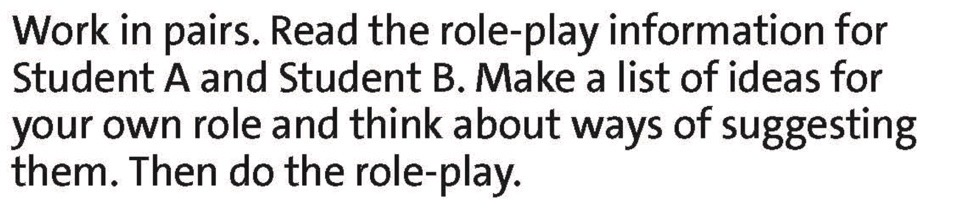 Work in pairs. Read the role-play information for
Student A and Student B. Make a list of ideas for
your own role and think about ways of suggesting
them. Then do the role-play.